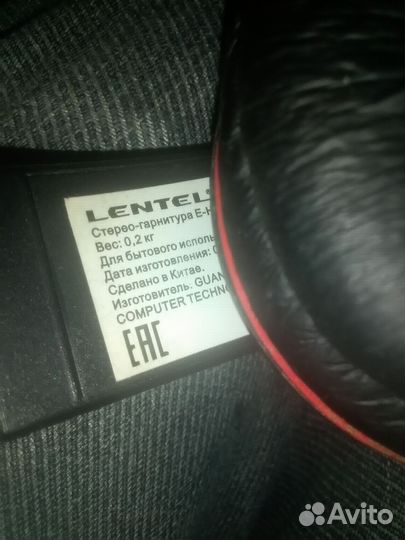 LENTEL
Стерео-гарнитура E-H
Вес: 0,2 кг
Для бытового исполь
Дата изготовления: 0
Сделано в Китае.
Изготовитель: GUAN
COMPUTER TECHNO
EAC
Avito